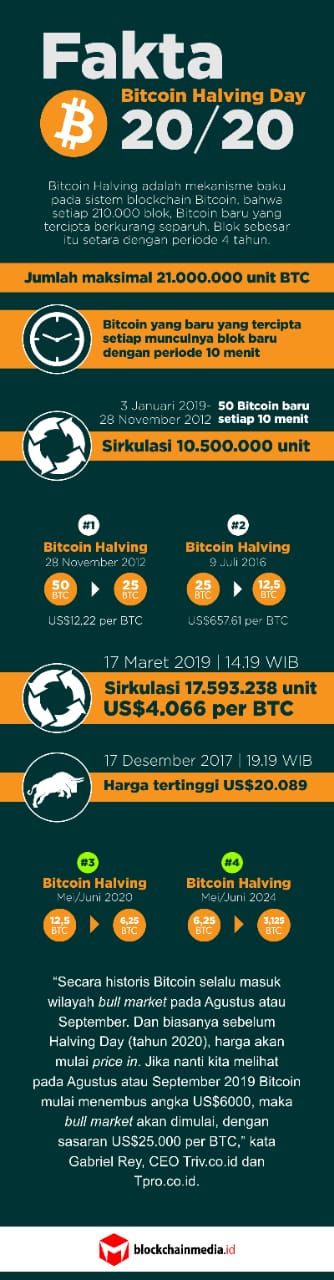 Fakta
Bitcoin Halving Day
20/20
Bitcoin Halving adalah mekanisme baku
pada sistem blockchain Bitcoin, bahwa
setiap 210.000 blok, Bitcoin baru yang
tercipta berkurang separuh. Blok sebesar
itu setara dengan periode 4 tahun.
Jumlah maksimal 21.000.000 unit BTC
Bitcoin yang baru yang tercipta
setiap munculnya blok baru
dengan periode 10 menit
3 Januari 2019- 50 Bitcoin baru
28 November 2012 setiap 10 menit
Sirkulasi 10.500.000 unit
#1
Bitcoin Halving
28 November 2012
50 BTC 25 BTC
US$12,22 per BTC
#2
Bitcoin Halving
9 Juli 2016
25 BTC 12,5 BTC
US$657.61 per BTC
17 Maret 2019 | 14.19 WIB
Sirkulasi 17.593.238 unit
US$4.066 per BTC
17 Desember 2017 | 19.19 WIB
Harga tertinggi US$20.089
#3
Bitcoin Halving
Mei/Juni 2020
12,5 BTC 6,25 BTC
#4
Bitcoin Halving
Mei/Juni 2024
6,25 BTC 3,125 BTC
“Secara historis Bitcoin selalu masuk
wilayah bull market pada Agustus atau
September. Dan biasanya sebelum
Halving Day (tahun 2020), harga akan
mulai price in. Jika nanti kita melihat
pada Agustus atau September 2019 Bitcoin
mulai menembus angka US$6000, maka
bull market akan dimulai, dengan
sasaran US$25.000 per BTC,” kata
Gabriel Rey, CEO Triv.co.id dan
Tpro.co.id.
blockchainmedia.id